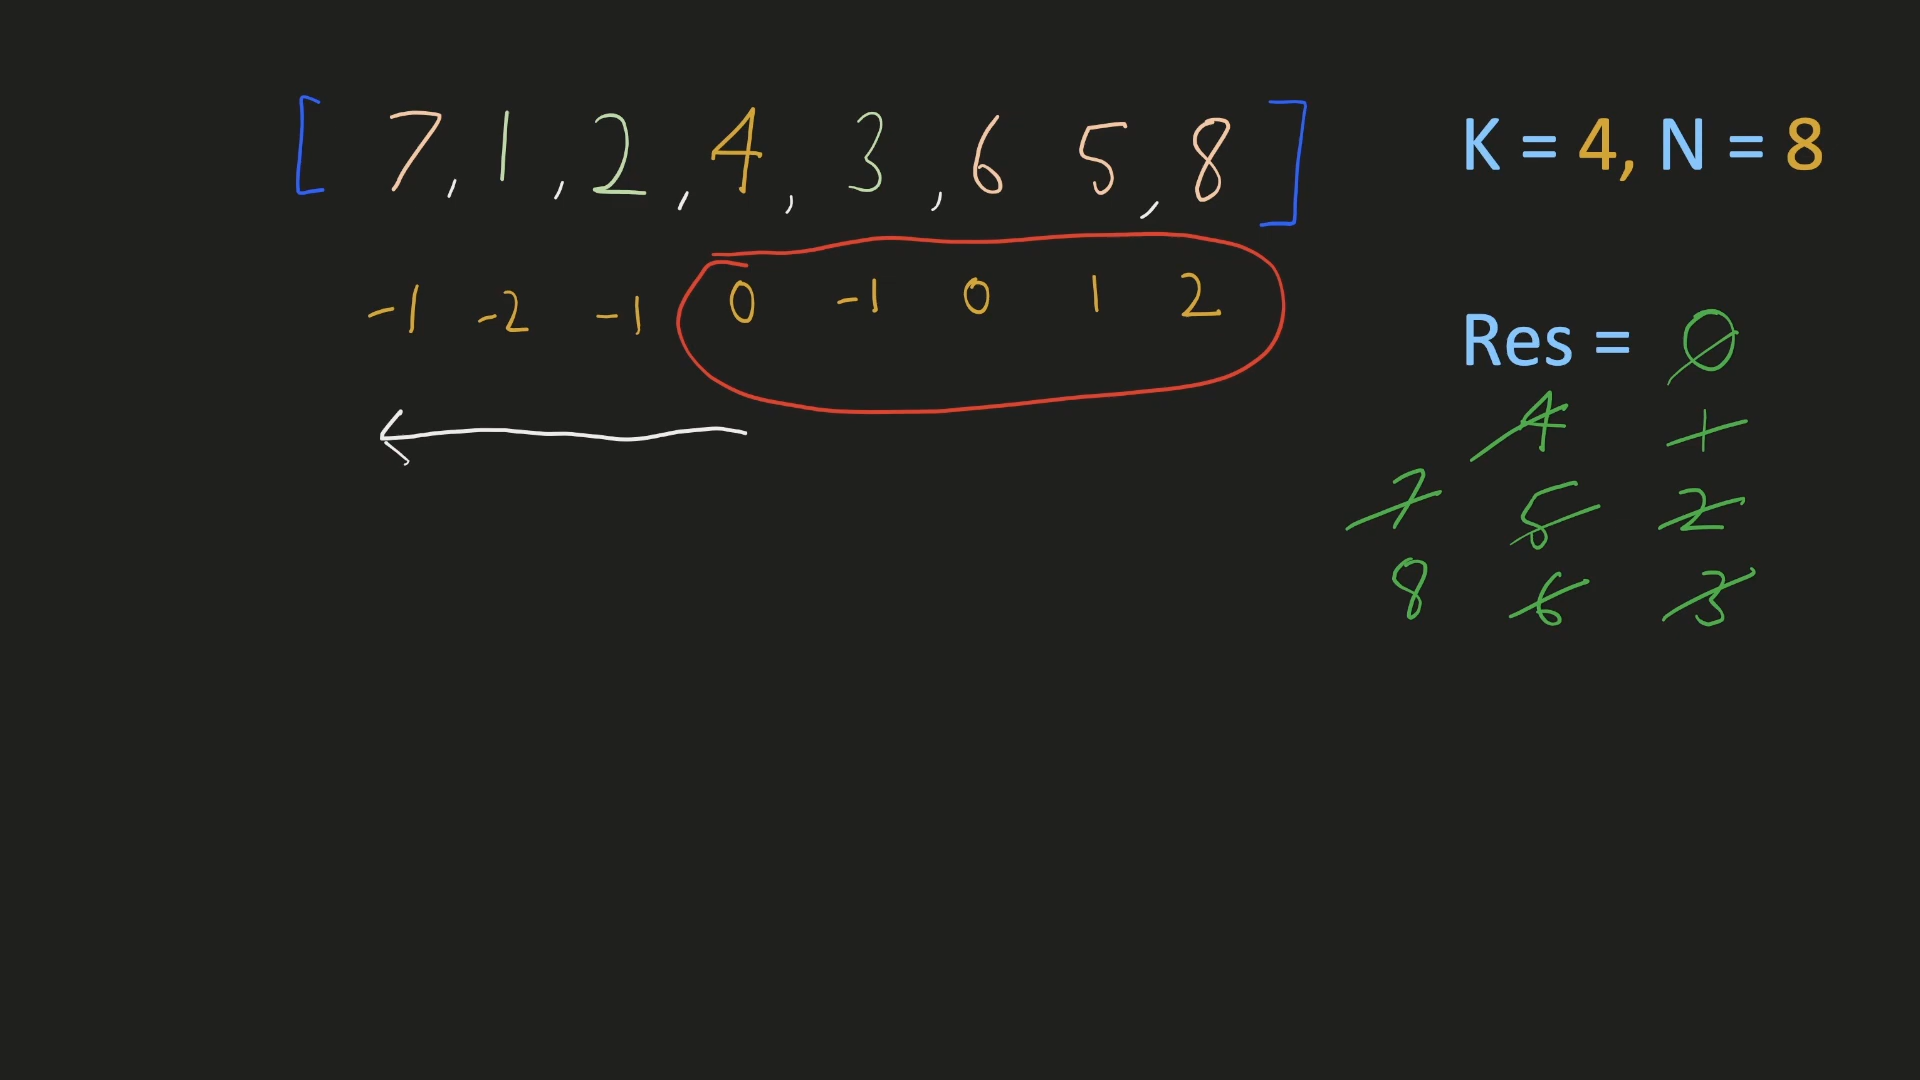 [ 7, 1, 2, 4, 3, 6 5, 8 ]
K = 4, N = 8
-1 -2 -1 0 -1 0 1 2
Res = 0
4 1
7 5 2
8 6 3